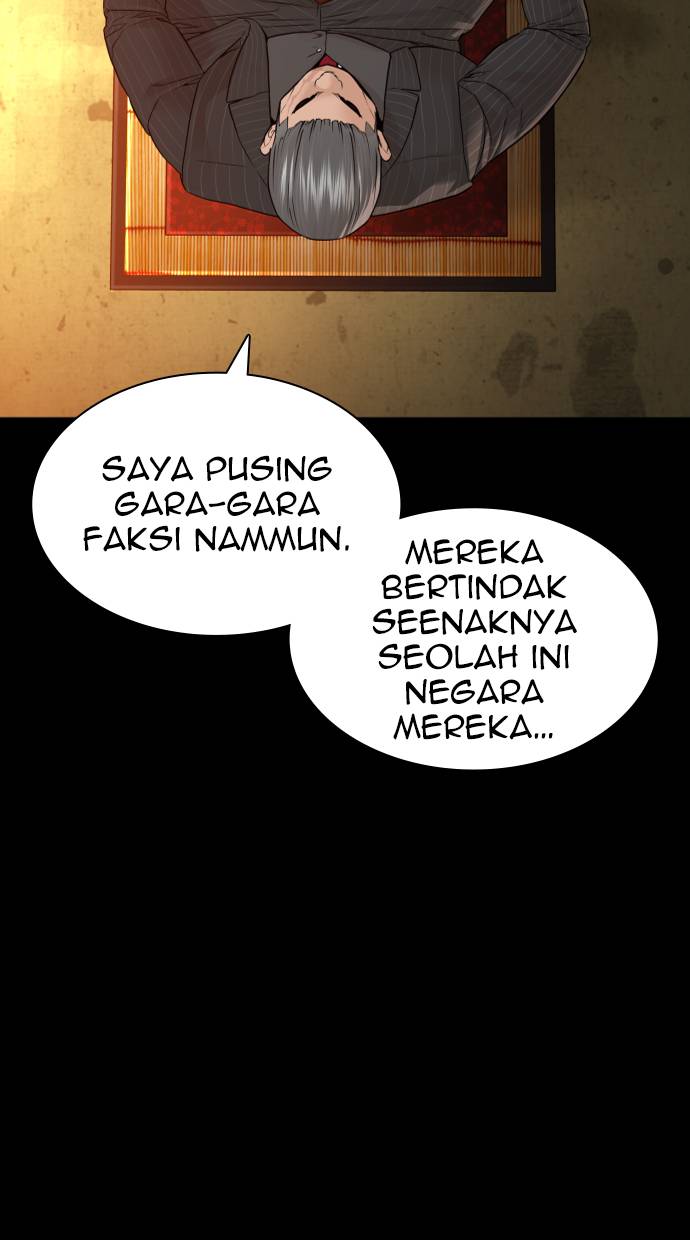 SAYA PUSING
GARA-GARA
FAKSI NAMMUN.
MEREKA
BERTINDAK
SEENAKNYA
SEOLAH INI
NEGARA
MEREKA...